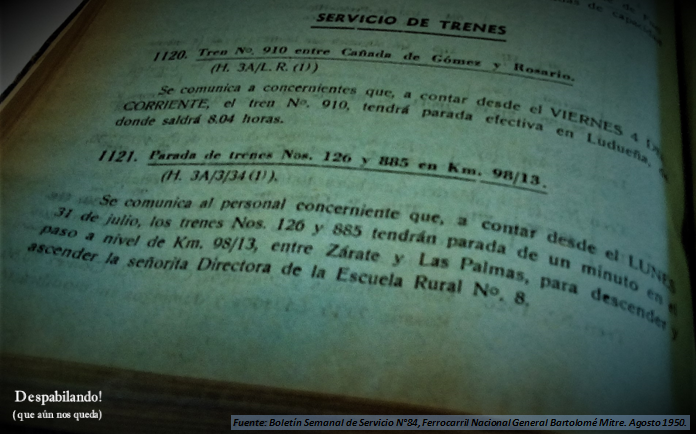 de capacidad
SERVICIO DE TRENES
1120. Tren No. 910 entre Cañada de Gómez y Rosario.
(H. 3A/L. R. (1))
Se comunica a concernientes que, a contar desde el VIERNES 4 DEL
CORRIENTE, el tren No. 910, tendrá parada efectiva en Ludueña, de
donde saldrá 8.04 horas.
1121. Parada de trenes Nos. 126 y 885 en Km. 98/13.
(H. 3A/3/34 (1)).
Se comunica al personal concerniente que, a contar desde el LUNES
31 de julio, los trenes Nos. 126 y 885 tendrán parada de un minuto en el
paso a nivel de Km. 98/13, entre Zárate y Las Palmas, para descender y
ascender la señorita Directora de la Escuela Rural No. 8.
Despabilando!
(que aún nos queda)
Fuente: Boletín Semanal de Servicio N°84, Ferrocarril Nacional General Bartolomé Mitre. Agosto 1950.